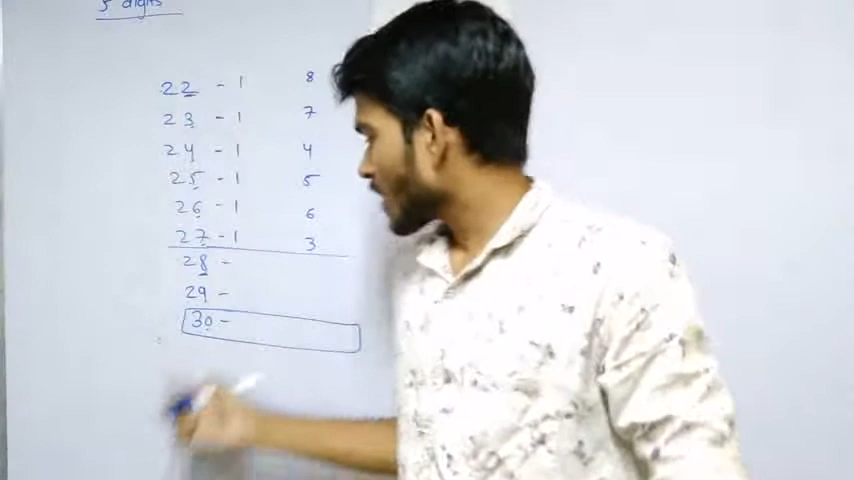 5 digits
22 - 1 8
23 - 1 7
24 - 1 4
25 - 1 5
26 - 1 6
27 - 1 3
28 -
29 -
30 -